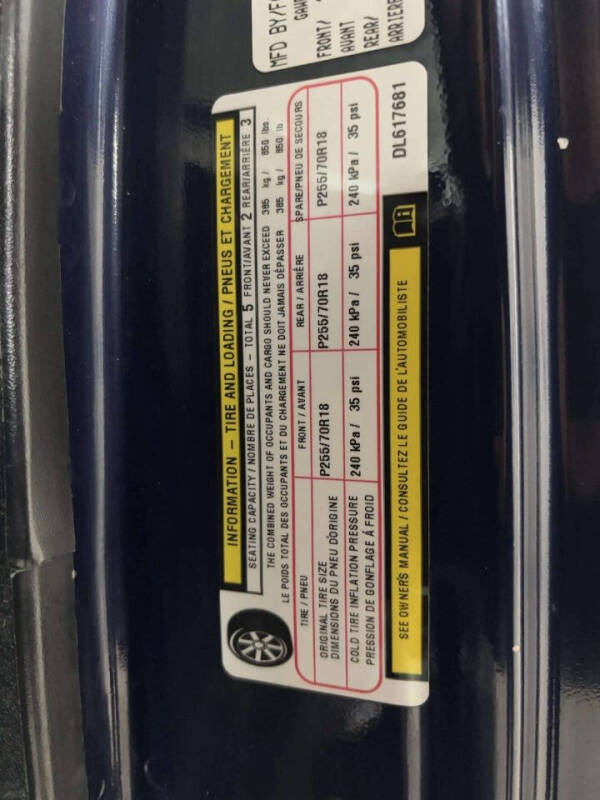 MFD BY/F
GAW
FRONT/
AVANT
REAR/
ARRIERE
INFORMATION – TIRE AND LOADING / PNEUS ET CHARGEMENT
SEATING CAPACITY / NOMBRE DE PLACES – TOTAL 5 FRONT/AVANT 2 REAR/ARRIÈRE 3
THE COMBINED WEIGHT OF OCCUPANTS AND CARGO SHOULD NEVER EXCEED 385 kg / 850 lbs.
LE POIDS TOTAL DES OCCUPANTS ET DU CHARGEMENT NE DOIT JAMAIS DÉPASSER 385 kg / 850 lb.
TIRE / PNEU FRONT / AVANT REAR / ARRIÈRE SPARE/PNEU DE SECOURS
ORIGINAL TIRE SIZE P255/70R18 P255/70R18 P255/70R18
DIMENSIONS DU PNEU D'ORIGINE
COLD TIRE INFLATION PRESSURE 240 kPa / 35 psi 240 kPa / 35 psi 240 kPa / 35 psi
PRESSION DE GONFLAGE À FROID
DL617681
SEE OWNER'S MANUAL / CONSULTEZ LE GUIDE DE L'AUTOMOBILISTE